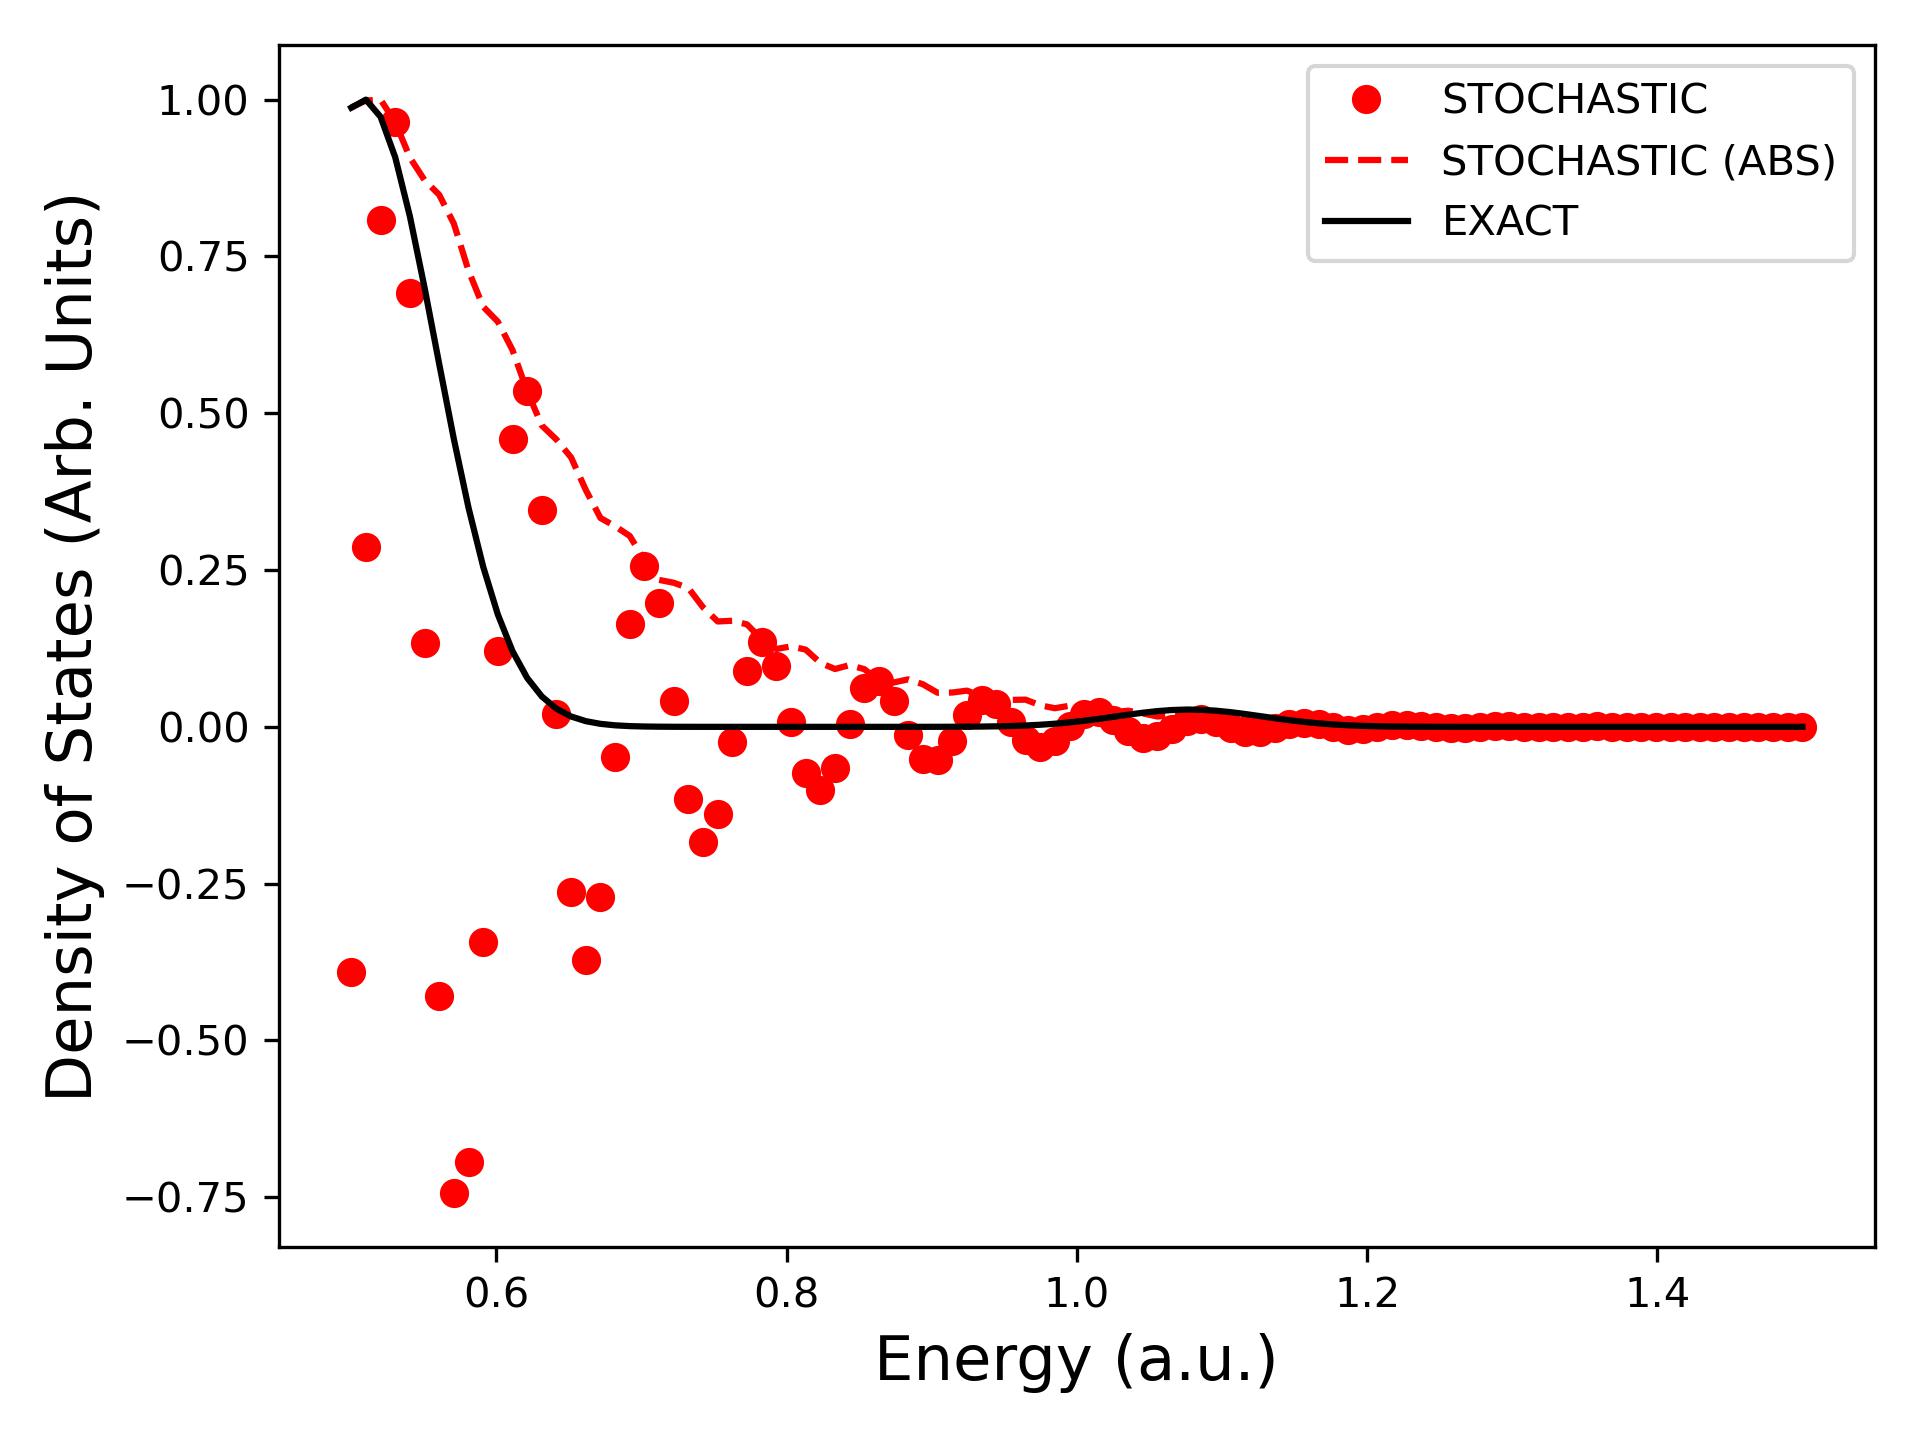 STOCHASTIC
STOCHASTIC (ABS)
EXACT
1.00
0.75
0.50
0.25
0.00
−0.25
−0.50
−0.75
Density of States (Arb. Units)
0.6 0.8 1.0 1.2 1.4
Energy (a.u.)